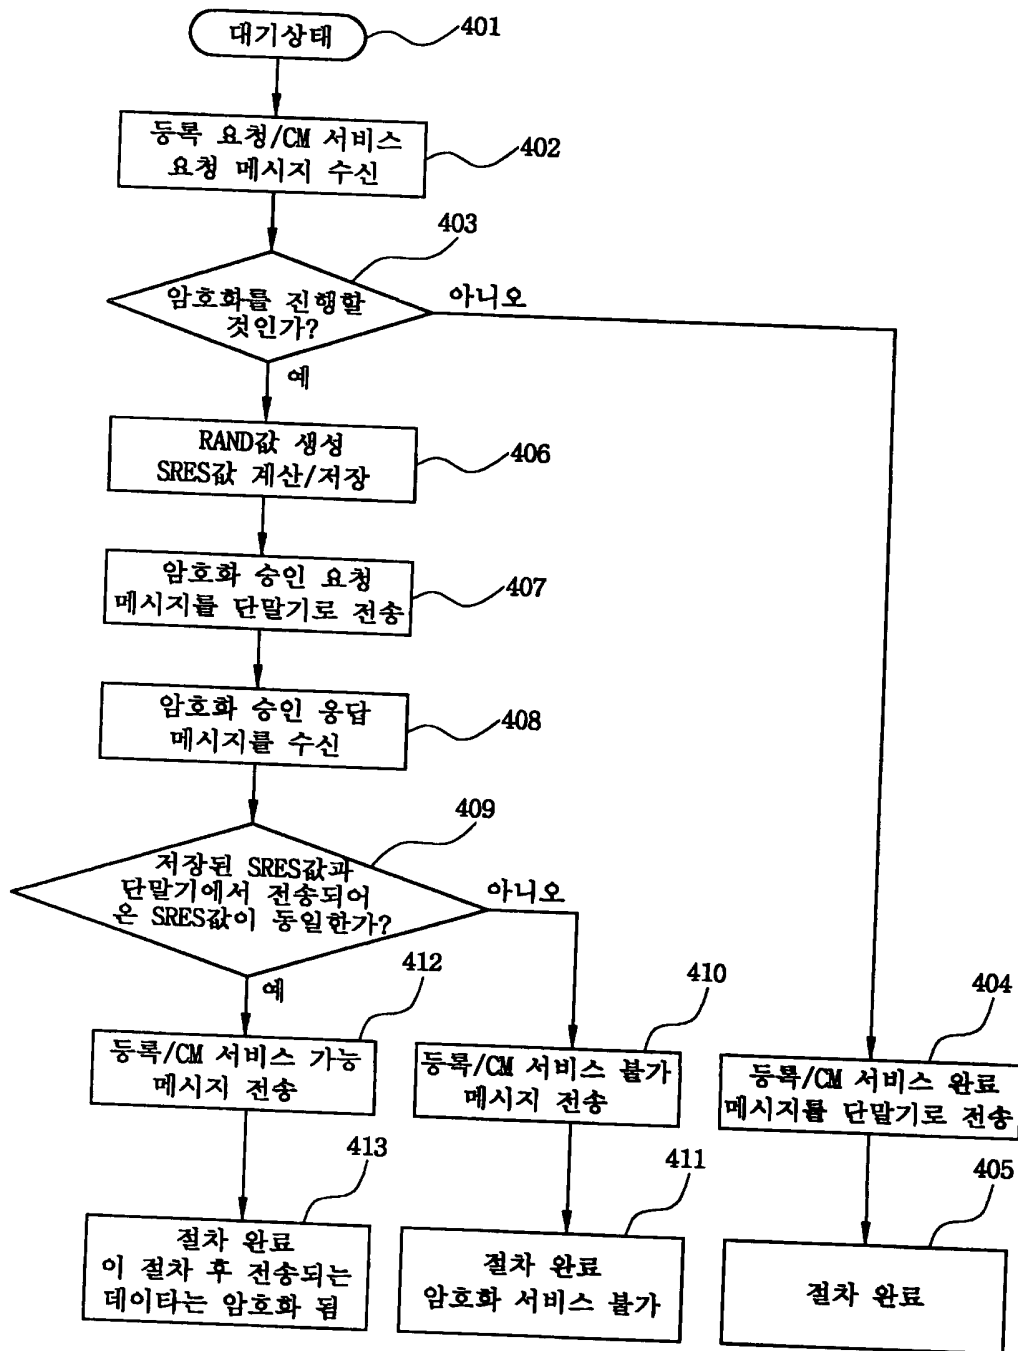 대기상태
401
등록 요청/CM 서비스
요청 메시지 수신
402
403
암호화를 진행할
것인가?
아니오
예
RAND값 생성
SRES값 계산/저장
406
암호화 승인 요청
메시지를 단말기로 전송
407
암호화 승인 응답
메시지를 수신
408
409
저장된 SRES값과
단말기에서 전송되어
온 SRES값이 동일한가?
아니오
예
412
등록/CM 서비스 가능
메시지 전송
410
등록/CM 서비스 불가
메시지 전송
404
등록/CM 서비스 완료
메시지를 단말기로 전송
413
절차 완료
이 절차 후 전송되는
데이타는 암호화 됨
411
절차 완료
암호화 서비스 불가
405
절차 완료